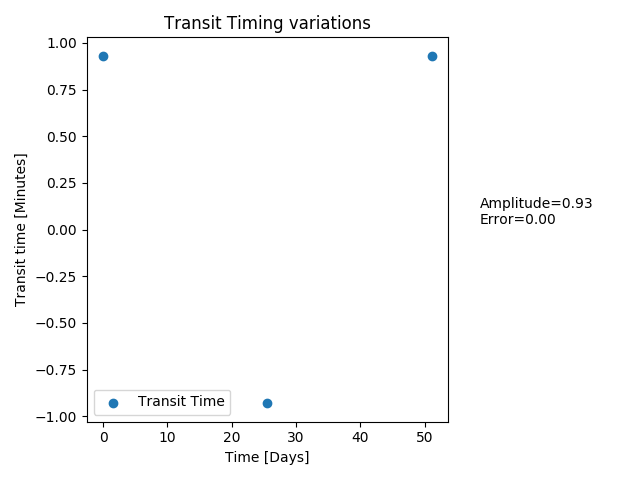 Transit Timing variations
1.00
0.75
0.50
0.25
0.00
−0.25
−0.50
−0.75
−1.00
Transit time [Minutes]
Transit Time
0
10
20
30
40
50
Time [Days]
Amplitude=0.93
Error=0.00